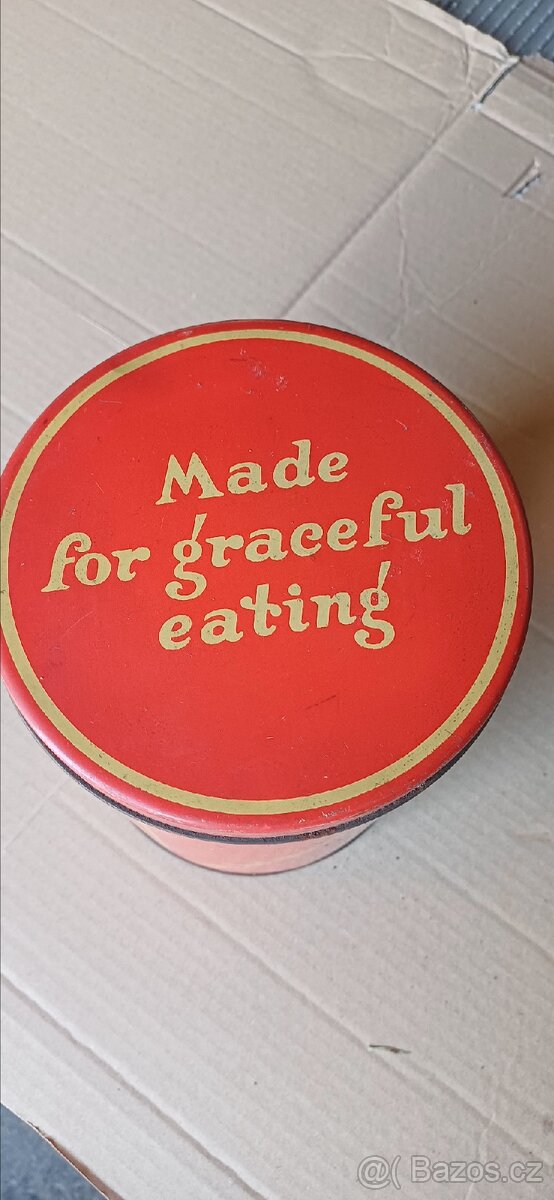 Made
for graceful
eating
@( Bazos.cz